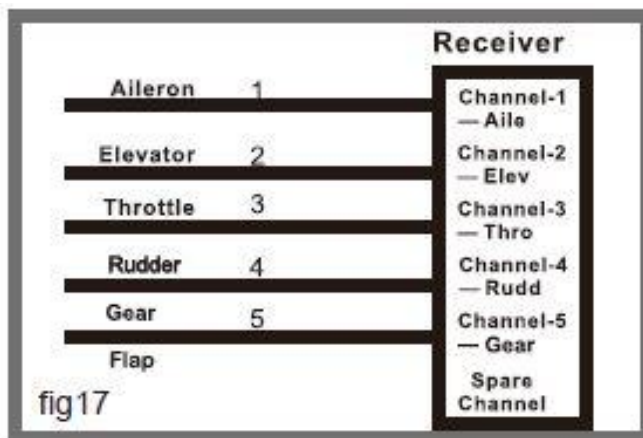 Receiver
Aileron 1
Channel-1
— Aile
Elevator 2
Channel-2
— Elev
Throttle 3
Channel-3
— Thro
Rudder 4
Channel-4
— Rudd
Gear 5
Channel-5
— Gear
Flap
Spare
Channel
fig17